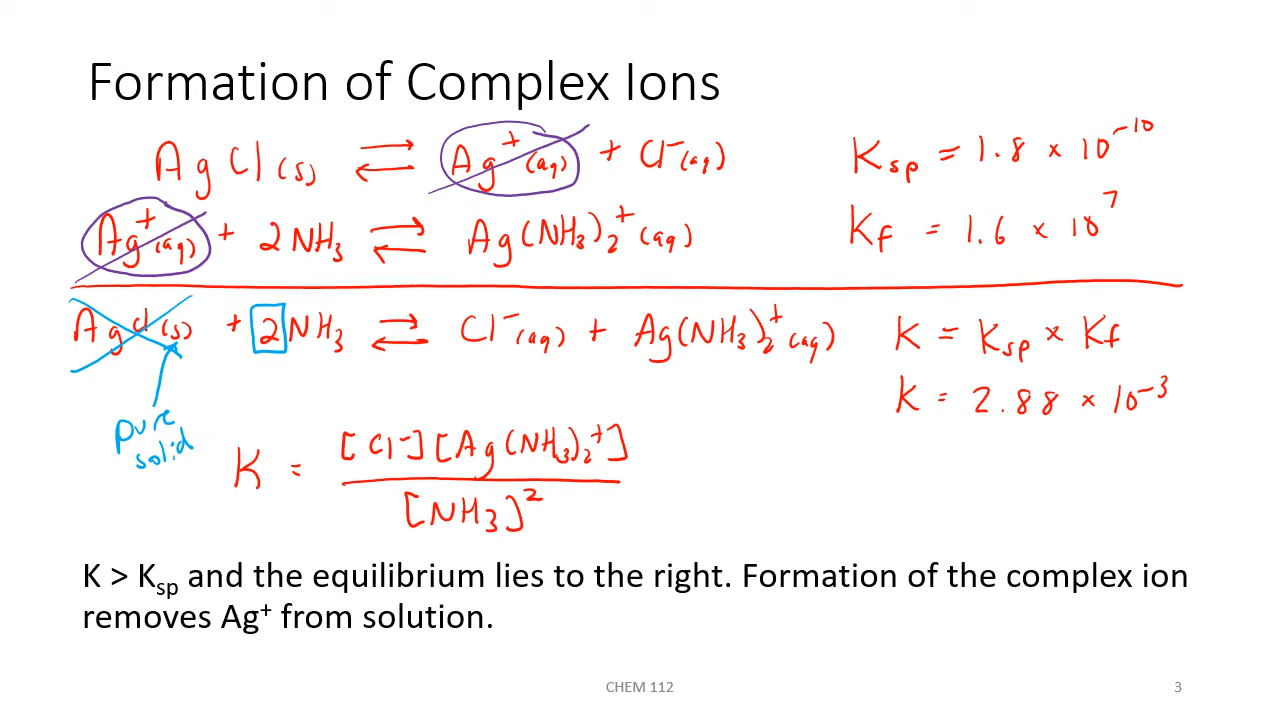 Formation of Complex Ions
AgCl(s) ⇌ Ag⁺(aq) + Cl⁻(aq) Ksp = 1.8 × 10⁻¹⁰
Ag⁺(aq) + 2NH₃ ⇌ Ag(NH₃)₂⁺(aq) Kf = 1.6 × 10⁷
AgCl(s) + 2NH₃ ⇌ Cl⁻(aq) + Ag(NH₃)₂⁺(aq) K = Ksp × Kf
K = 2.88 × 10⁻³
pure
solid
K = [Cl⁻][Ag(NH₃)₂⁺]
[NH₃]²
K > Ksp and the equilibrium lies to the right. Formation of the complex ion
removes Ag⁺ from solution.
CHEM 112 3